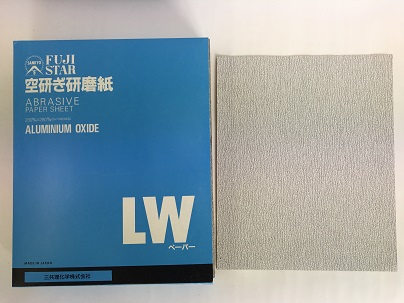 SANKYO
FUJI
STAR
空研ぎ研磨紙
ABRASIVE
PAPER SHEET
ALUMINIUM OXIDE
LW
ペーパー
MADE IN JAPAN
三共理化学株式会社